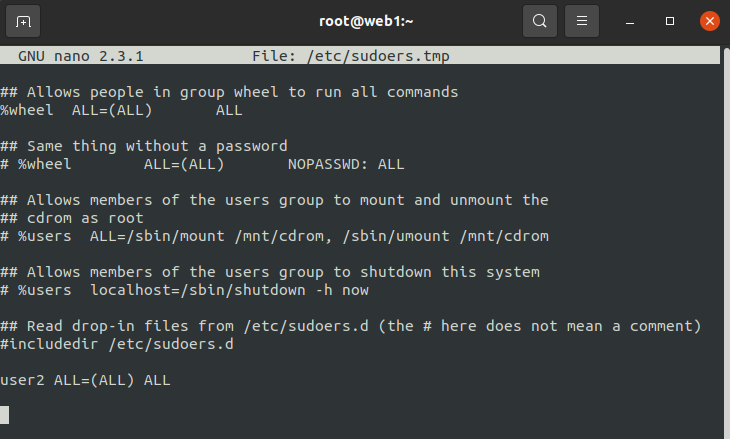 root@web1:~
GNU nano 2.3.1 File: /etc/sudoers.tmp
## Allows people in group wheel to run all commands
%wheel  ALL=(ALL)       ALL
## Same thing without a password
# %wheel        ALL=(ALL)       NOPASSWD: ALL
## Allows members of the users group to mount and unmount the
## cdrom as root
# %users  ALL=/sbin/mount /mnt/cdrom, /sbin/umount /mnt/cdrom
## Allows members of the users group to shutdown this system
# %users  localhost=/sbin/shutdown -h now
## Read drop-in files from /etc/sudoers.d (the # here does not mean a comment)
#includedir /etc/sudoers.d
user2 ALL=(ALL) ALL